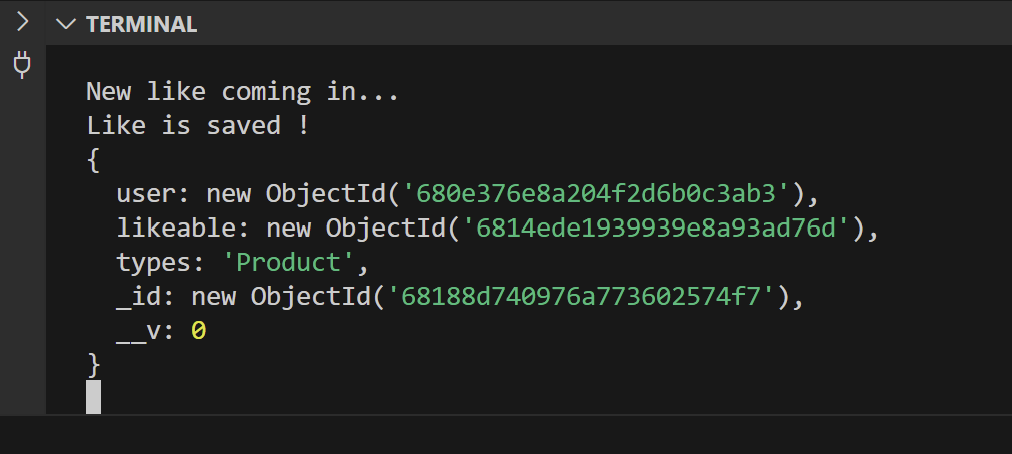 TERMINAL
New like coming in...
Like is saved !
{
  user: new ObjectId('680e376e8a204f2d6b0c3ab3'),
  likeable: new ObjectId('6814ede1939939e8a93ad76d'),
  types: 'Product',
  _id: new ObjectId('68188d740976a773602574f7'),
  __v: 0
}